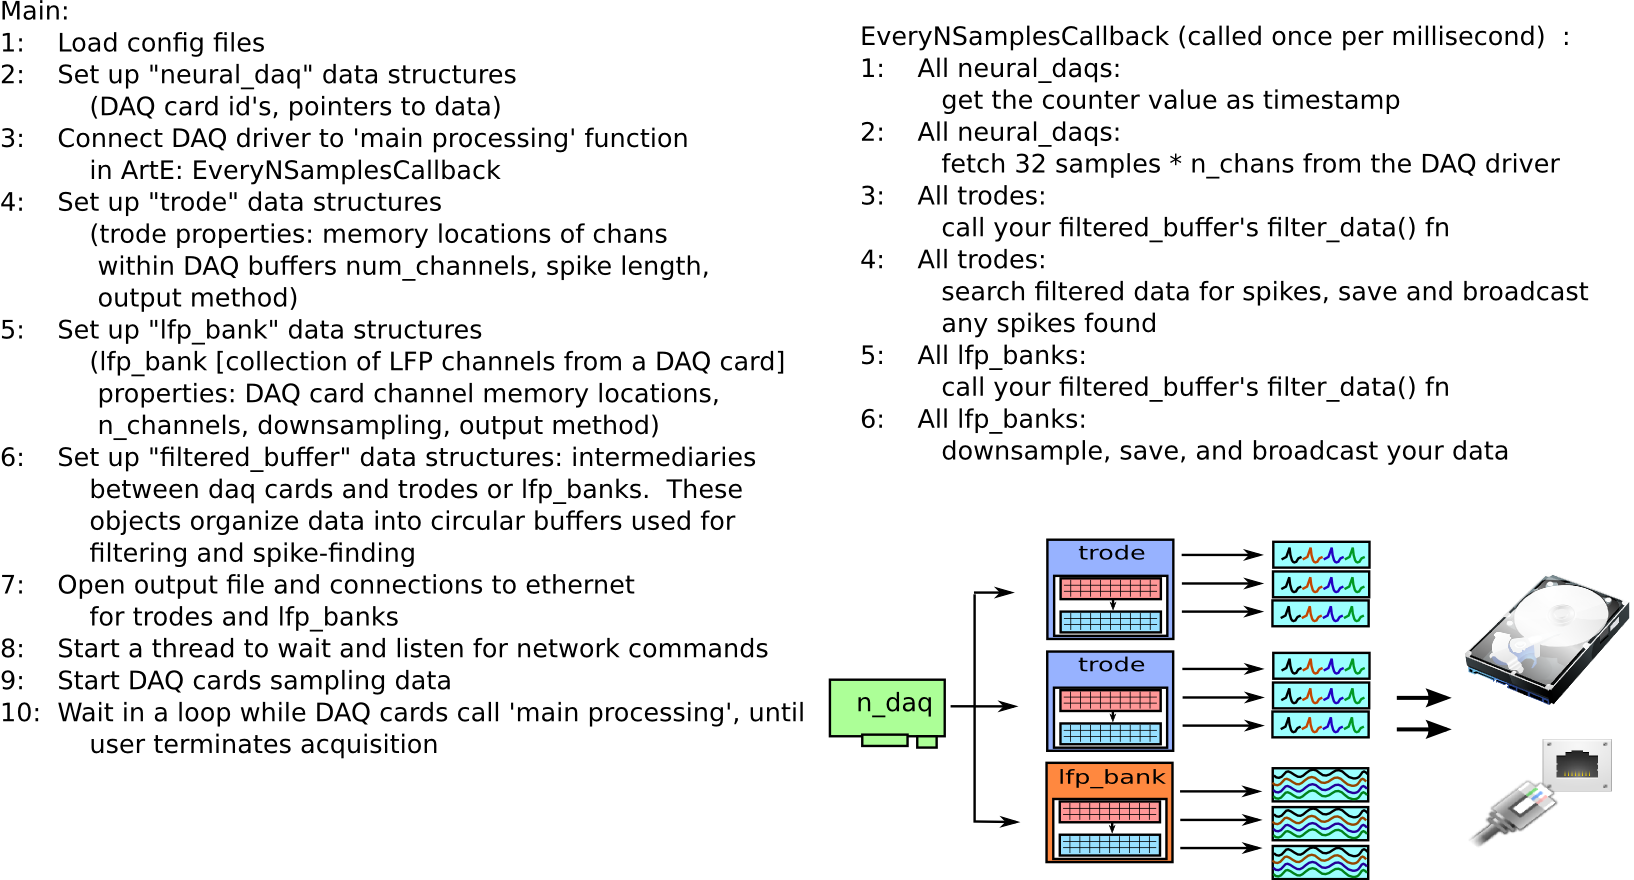 Main:
1: Load config files
2: Set up "neural_daq" data structures
(DAQ card id's, pointers to data)
3: Connect DAQ driver to 'main processing' function
in ArtE: EveryNSamplesCallback
4: Set up "trode" data structures
(trode properties: memory locations of chans
within DAQ buffers num_channels, spike length,
output method)
5: Set up "lfp_bank" data structures
(lfp_bank [collection of LFP channels from a DAQ card]
properties: DAQ card channel memory locations,
n_channels, downsampling, output method)
6: Set up "filtered_buffer" data structures: intermediaries
between daq cards and trodes or lfp_banks.  These
objects organize data into circular buffers used for
filtering and spike-finding
7: Open output file and connections to ethernet
for trodes and lfp_banks
8: Start a thread to wait and listen for network commands
9: Start DAQ cards sampling data
10: Wait in a loop while DAQ cards call 'main processing', until
user terminates acquisition
EveryNSamplesCallback (called once per millisecond)  :
1: All neural_daqs:
get the counter value as timestamp
2: All neural_daqs:
fetch 32 samples * n_chans from the DAQ driver
3: All trodes:
call your filtered_buffer's filter_data() fn
4: All trodes:
search filtered data for spikes, save and broadcast
any spikes found
5: All lfp_banks:
call your filtered_buffer's filter_data() fn
6: All lfp_banks:
downsample, save, and broadcast your data
trode
trode
n_daq
lfp_bank